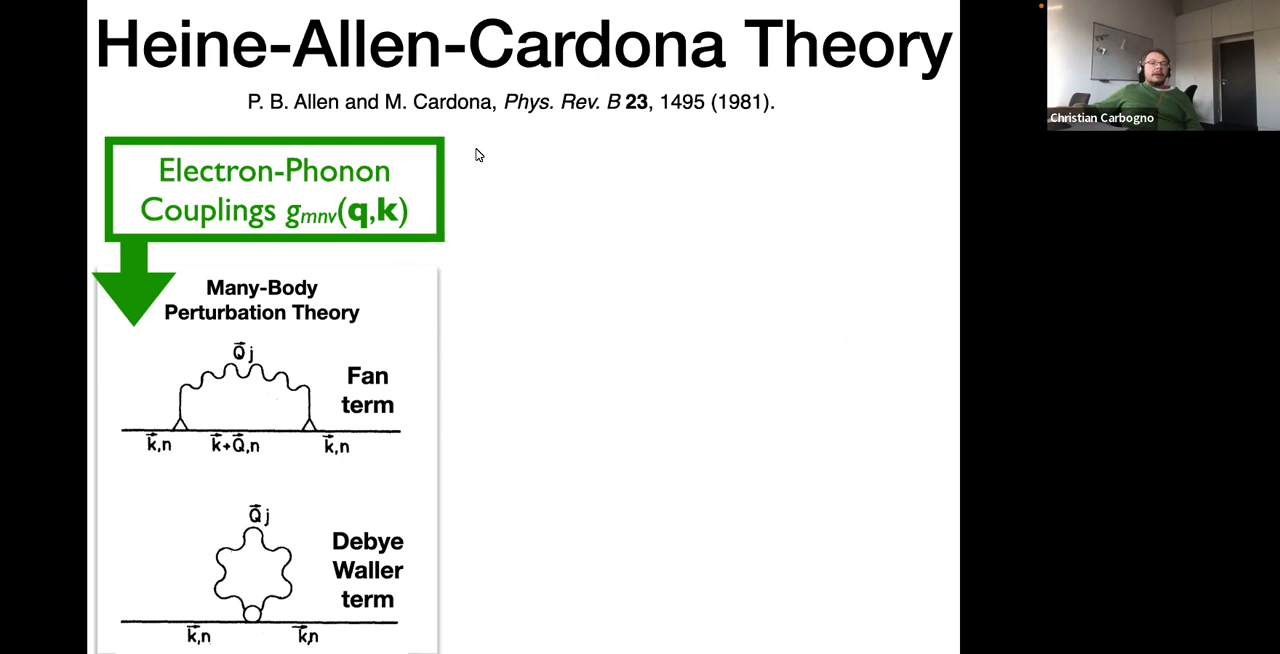 Heine-Allen-Cardona Theory
P. B. Allen and M. Cardona, Phys. Rev. B 23, 1495 (1981).
Christian Carbogno
Electron-Phonon
Couplings gmnν(q,k)
Many-Body
Perturbation Theory
Q⃗ j
Fan
term
k⃗,n k⃗+Q⃗,n k⃗,n
Q⃗ j
Debye
Waller
term
k⃗,n k⃗,n